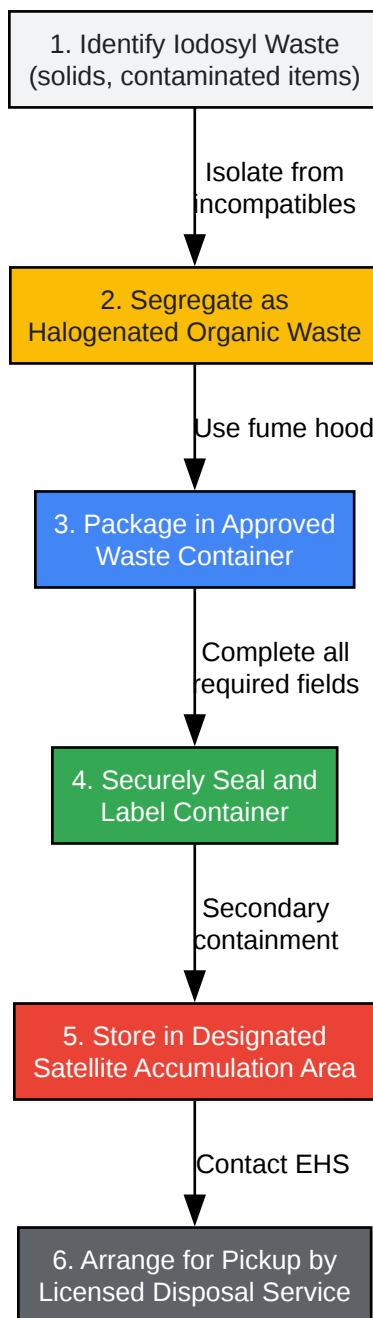 1. Identify Iodosyl Waste
(solids, contaminated items)
Isolate from
incompatibles
2. Segregate as
Halogenated Organic Waste
Use fume hood
3. Package in Approved
Waste Container
Complete all
required fields
4. Securely Seal and
Label Container
Secondary
containment
5. Store in Designated
Satellite Accumulation Area
Contact EHS
6. Arrange for Pickup by
Licensed Disposal Service